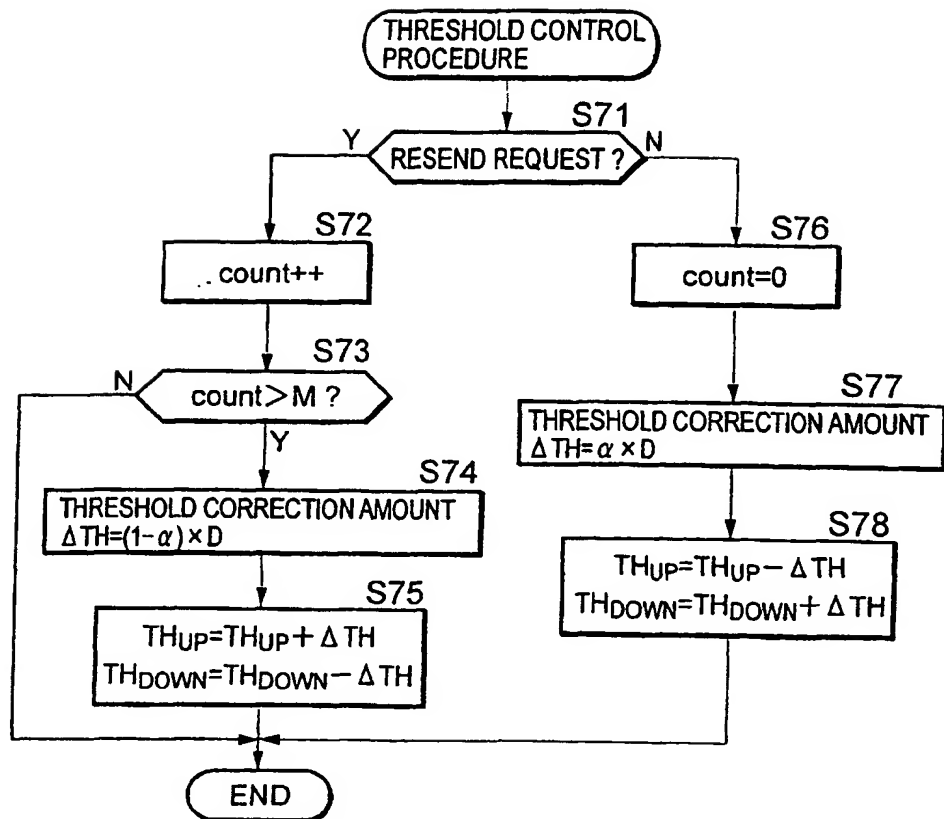 THRESHOLD CONTROL
PROCEDURE
S71
Y
RESEND REQUEST ?
N
S72
count++
S73
N
count>M ?
Y
S74
THRESHOLD CORRECTION AMOUNT
ΔTH=(1-α)×D
S75
THUP=THUP+ΔTH
THDOWN=THDOWN-ΔTH
S76
count=0
S77
THRESHOLD CORRECTION AMOUNT
ΔTH=α×D
S78
THUP=THUP-ΔTH
THDOWN=THDOWN+ΔTH
END